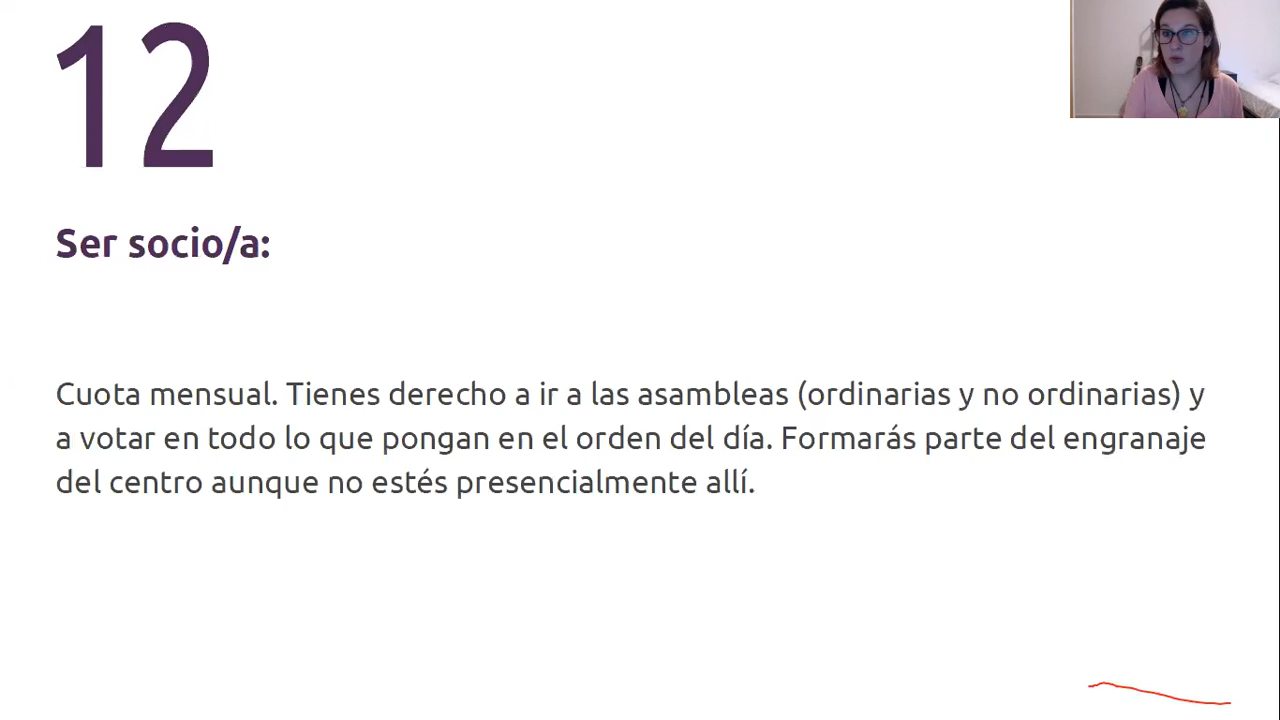 12
Ser socio/a:
Cuota mensual. Tienes derecho a ir a las asambleas (ordinarias y no ordinarias) y
a votar en todo lo que pongan en el orden del día. Formarás parte del engranaje
del centro aunque no estés presencialmente allí.